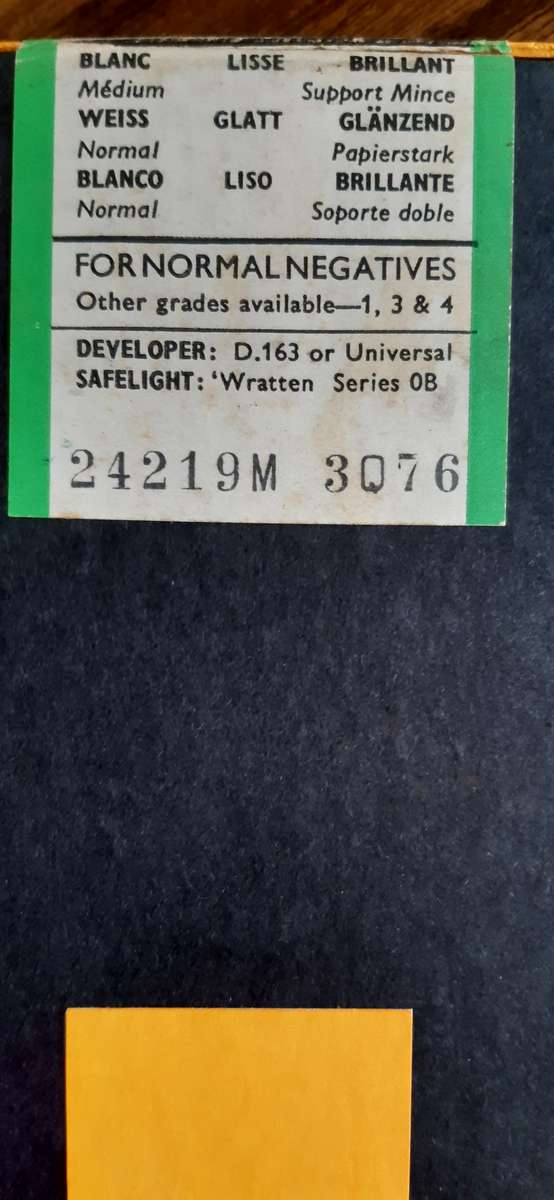 BLANC LISSE BRILLANT
Médium Support Mince
WEISS GLATT GLÄNZEND
Normal Papierstark
BLANCO LISO BRILLANTE
Normal Soporte doble
FOR NORMAL NEGATIVES
Other grades available—1, 3 & 4
DEVELOPER: D.163 or Universal
SAFELIGHT: ‘Wratten Series 0B
24219M 3Q76